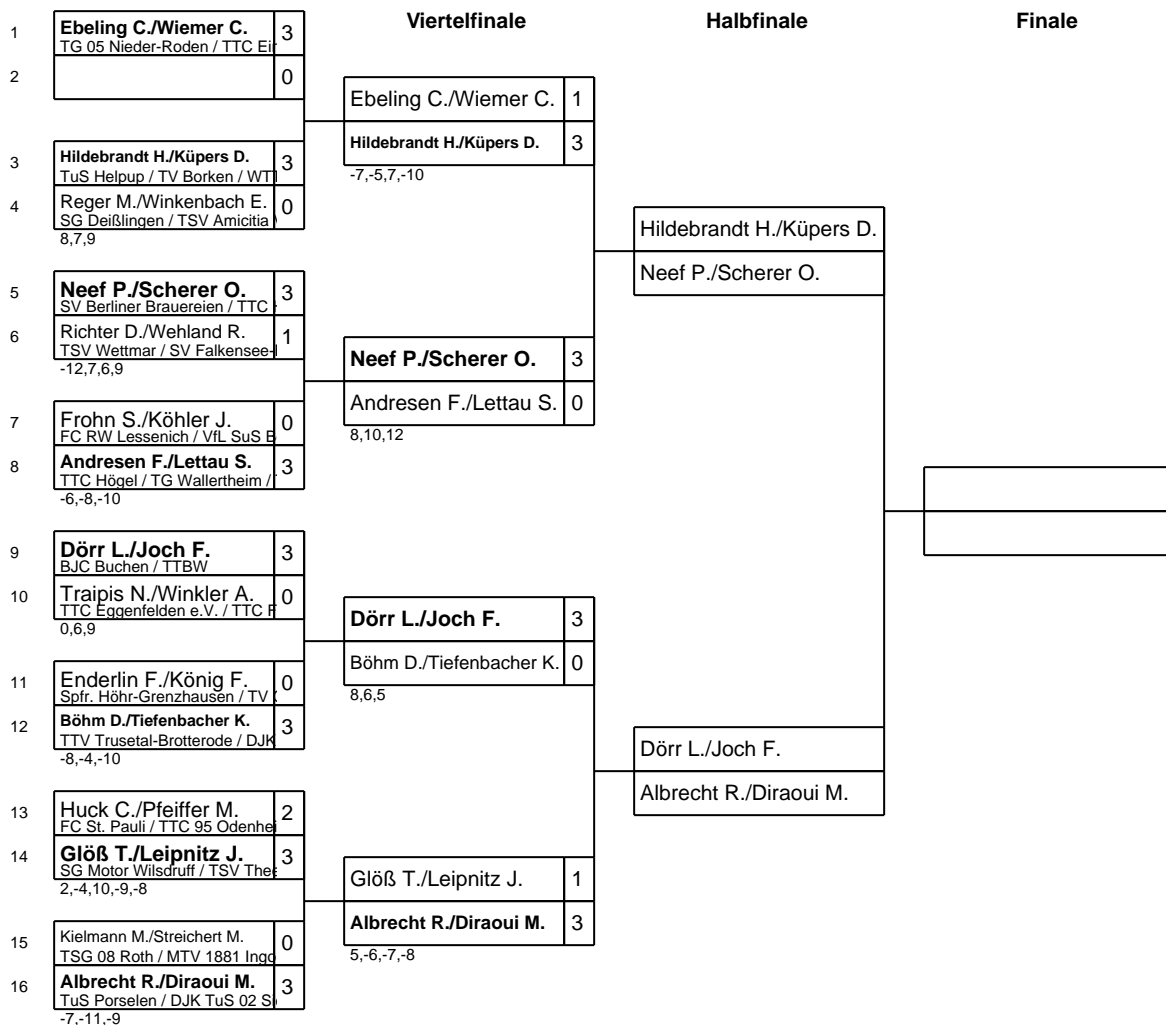 Viertelfinale
Halbfinale
Finale
1 Ebeling C./Wiemer C. 3
TG 05 Nieder-Roden / TTC
2 0
3 Hildebrandt H./Küpers D. 3
TuS Helpup / TV Borken /
4 Reger M./Winkenbach E. 0
SG Deißlingen / TSV Amicitia
8,7,9
5 Neef P./Scherer O. 3
SV Berliner Brauereien / TTC
6 Richter D./Wehland R. 1
TSV Wettmar / SV Falkensee-
-12,7,6,9
7 Frohn S./Köhler J. 0
FC RW Lessenich / VfL SuS
8 Andresen F./Lettau S. 3
TTC Högel / TG Wallertheim /
-6,-8,-10
9 Dörr L./Joch F. 3
BJC Buchen / TTBW
10 Traipis N./Winkler A. 0
TTC Eggenfelden e.V. / TTC
0,6,9
11 Enderlin F./König F. 0
Spfr. Höhr-Grenzhausen / TV
12 Böhm D./Tiefenbacher K. 3
TTV Trusetal-Brotterode / DJK
-8,-4,-10
13 Huck C./Pfeiffer M. 2
FC St. Pauli / TTC 95 Odenhei
14 Glöß T./Leipnitz J. 3
SG Motor Wilsdruff / TSV
2,-4,10,-9,-8
15 Kielmann M./Streichert M. 0
TSG 08 Roth / MTV 1881 Ingo
16 Albrecht R./Diraoui M. 3
TuS Porselen / DJK TuS 02
-7,-11,-9
Ebeling C./Wiemer C. 1
Hildebrandt H./Küpers D. 3
-7,-5,7,-10
Neef P./Scherer O. 3
Andresen F./Lettau S. 0
8,10,12
Dörr L./Joch F. 3
Böhm D./Tiefenbacher K. 0
8,6,5
Glöß T./Leipnitz J. 1
Albrecht R./Diraoui M. 3
5,-6,-7,-8
Hildebrandt H./Küpers D.
Neef P./Scherer O.
Dörr L./Joch F.
Albrecht R./Diraoui M.